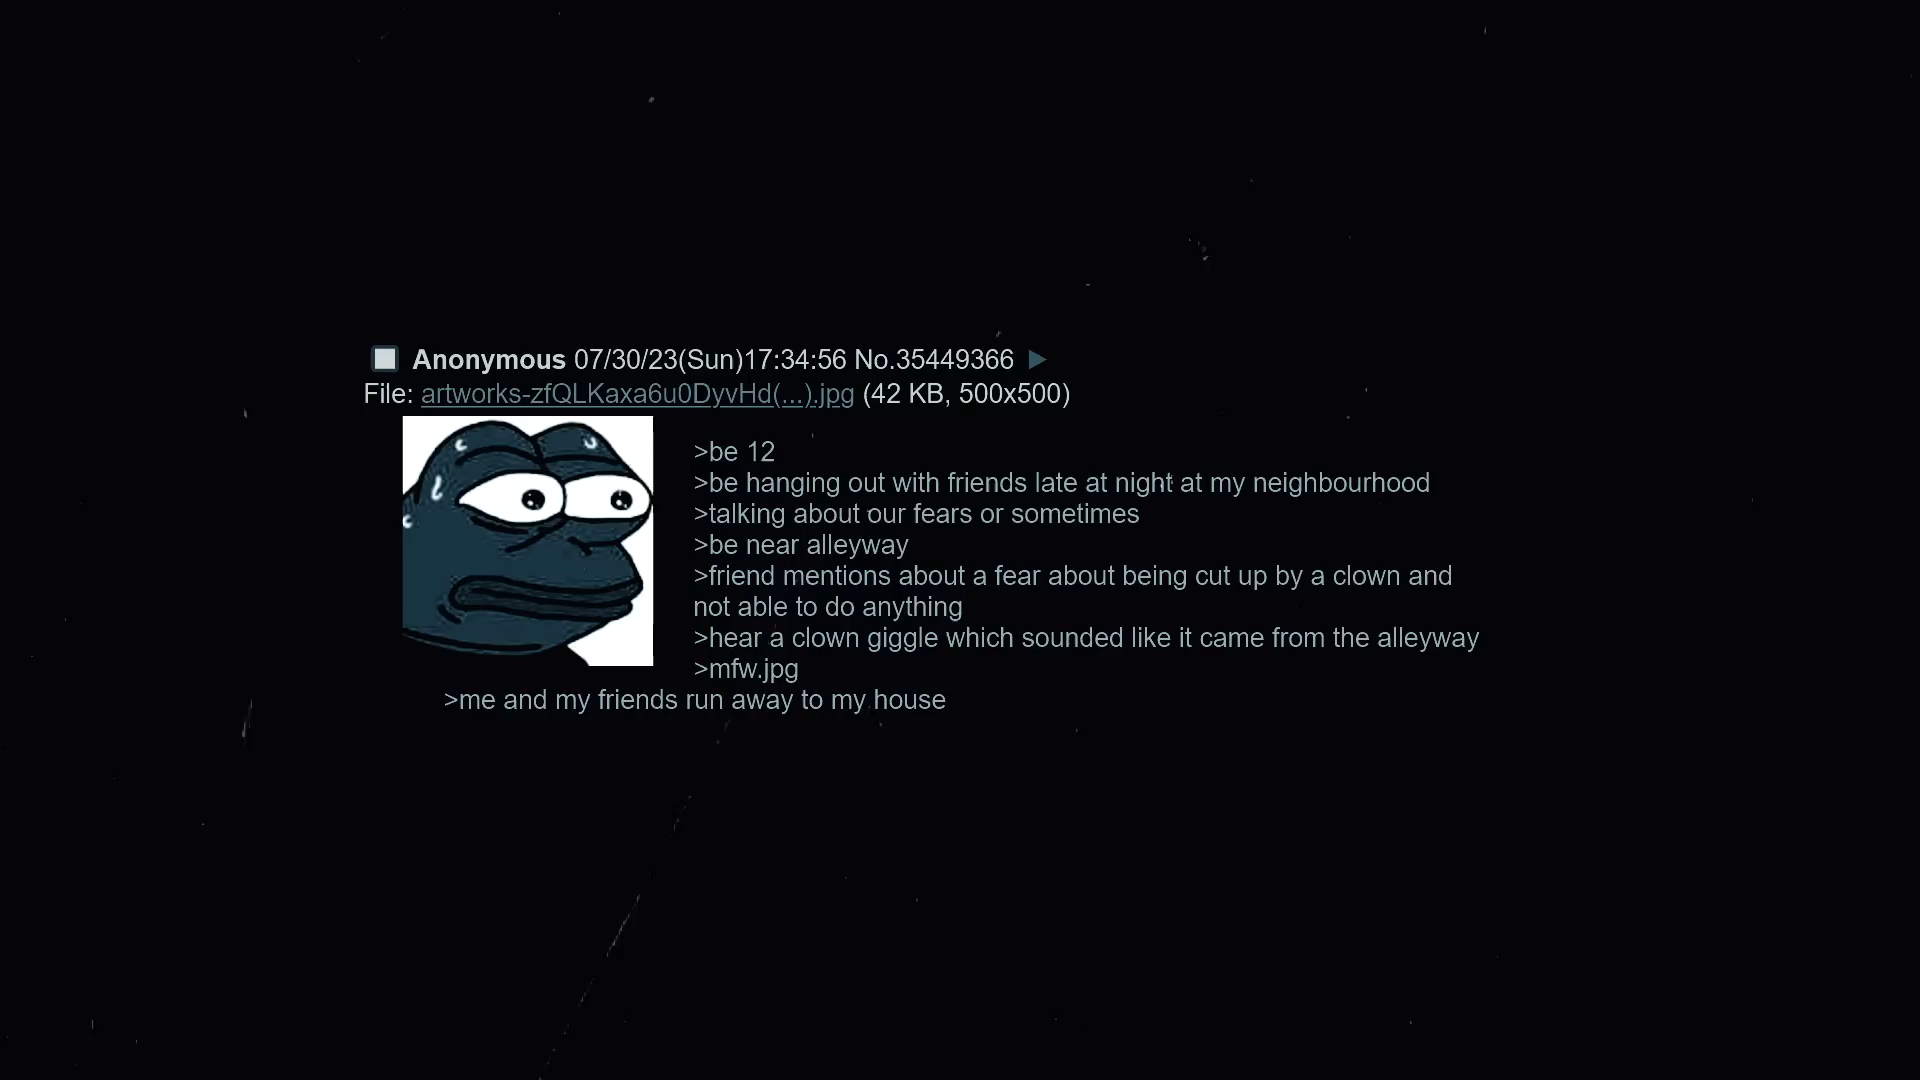 Anonymous 07/30/23(Sun)17:34:56 No.35449366 ▶
File: artworks-zfQLKaxa6u0DyvHd(...).jpg (42 KB, 500x500)
>be 12
>be hanging out with friends late at night at my neighbourhood
>talking about our fears or sometimes
>be near alleyway
>friend mentions about a fear about being cut up by a clown and
not able to do anything
>hear a clown giggle which sounded like it came from the alleyway
>mfw.jpg
>me and my friends run away to my house